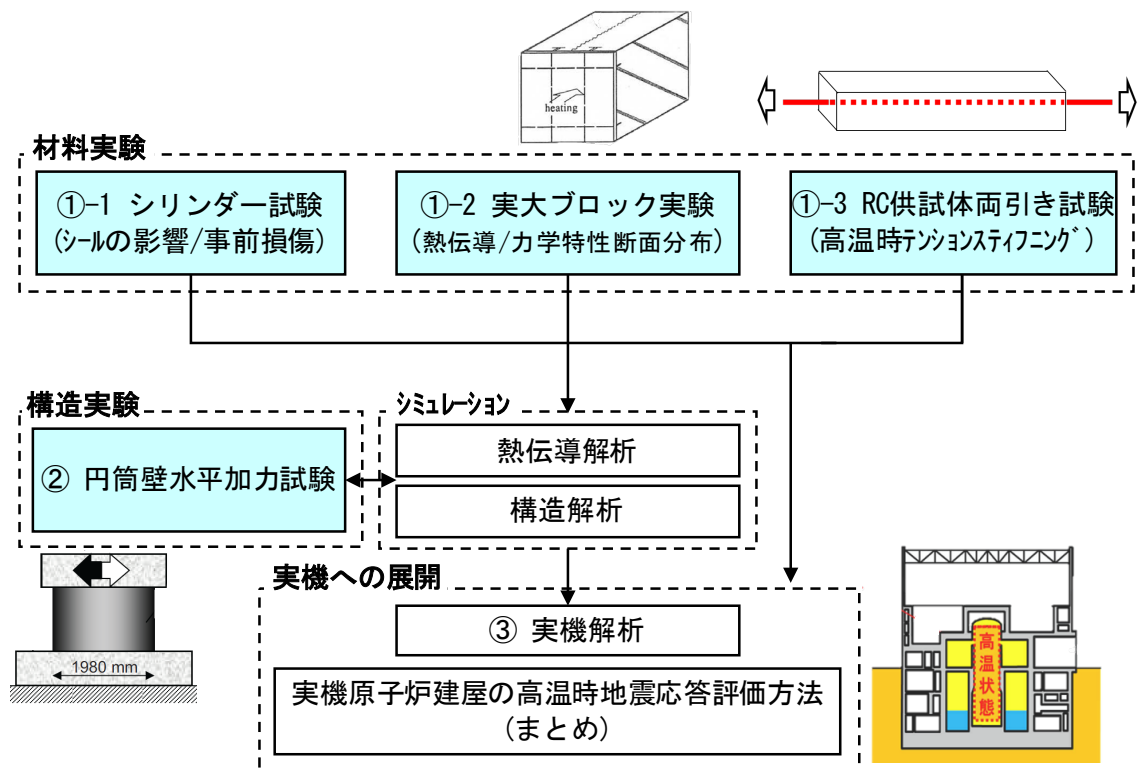 heating
材料実験
①-1 シリンダー試験
(ｼｰﾙの影響/事前損傷)
①-2 実大ブロック実験
(熱伝導/力学特性断面分布)
①-3 RC供試体両引き試験
(高温時ﾃﾝｼｮﾝｽﾃｨﾌﾆﾝｸﾞ)
構造実験
② 円筒壁水平加力試験
ｼﾐｭﾚｰｼｮﾝ
熱伝導解析
構造解析
1980 mm
実機への展開
③ 実機解析
実機原子炉建屋の高温時地震応答評価方法
(まとめ)
高温状態